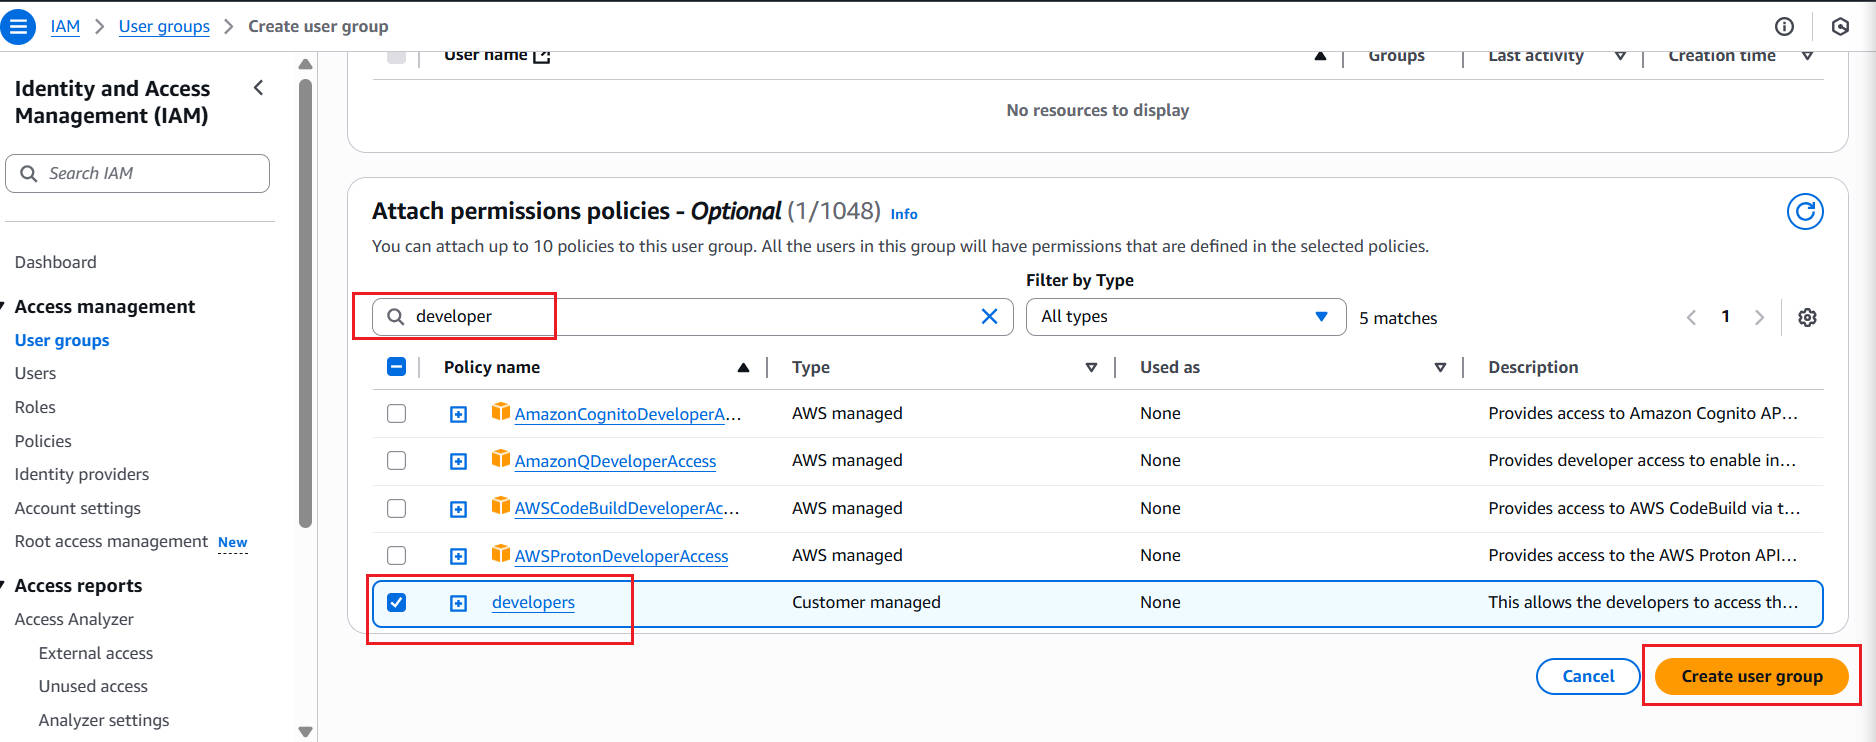 IAM > User groups > Create user group
Identity and Access
Management (IAM)
Search IAM
Dashboard
Access management
User groups
Users
Roles
Policies
Identity providers
Account settings
Root access management New
Access reports
Access Analyzer
External access
Unused access
Analyzer settings
User name Groups Last activity Creation time
No resources to display
Attach permissions policies - Optional (1/1048) Info
You can attach up to 10 policies to this user group. All the users in this group will have permissions that are defined in the selected policies.
Filter by Type
developer All types 5 matches 1
Policy name Type Used as Description
AmazonCognitoDeveloperA... AWS managed None Provides access to Amazon Cognito AP...
AmazonQDeveloperAccess AWS managed None Provides developer access to enable in...
AWSCodeBuildDeveloperAc... AWS managed None Provides access to AWS CodeBuild via t...
AWSProtonDeveloperAccess AWS managed None Provides access to the AWS Proton API...
developers Customer managed None This allows the developers to access th...
Cancel Create user group